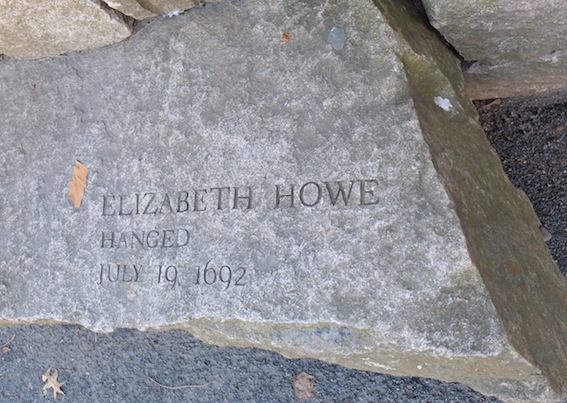 ELIZABETH HOWE
HANGED
JULY 19, 1692